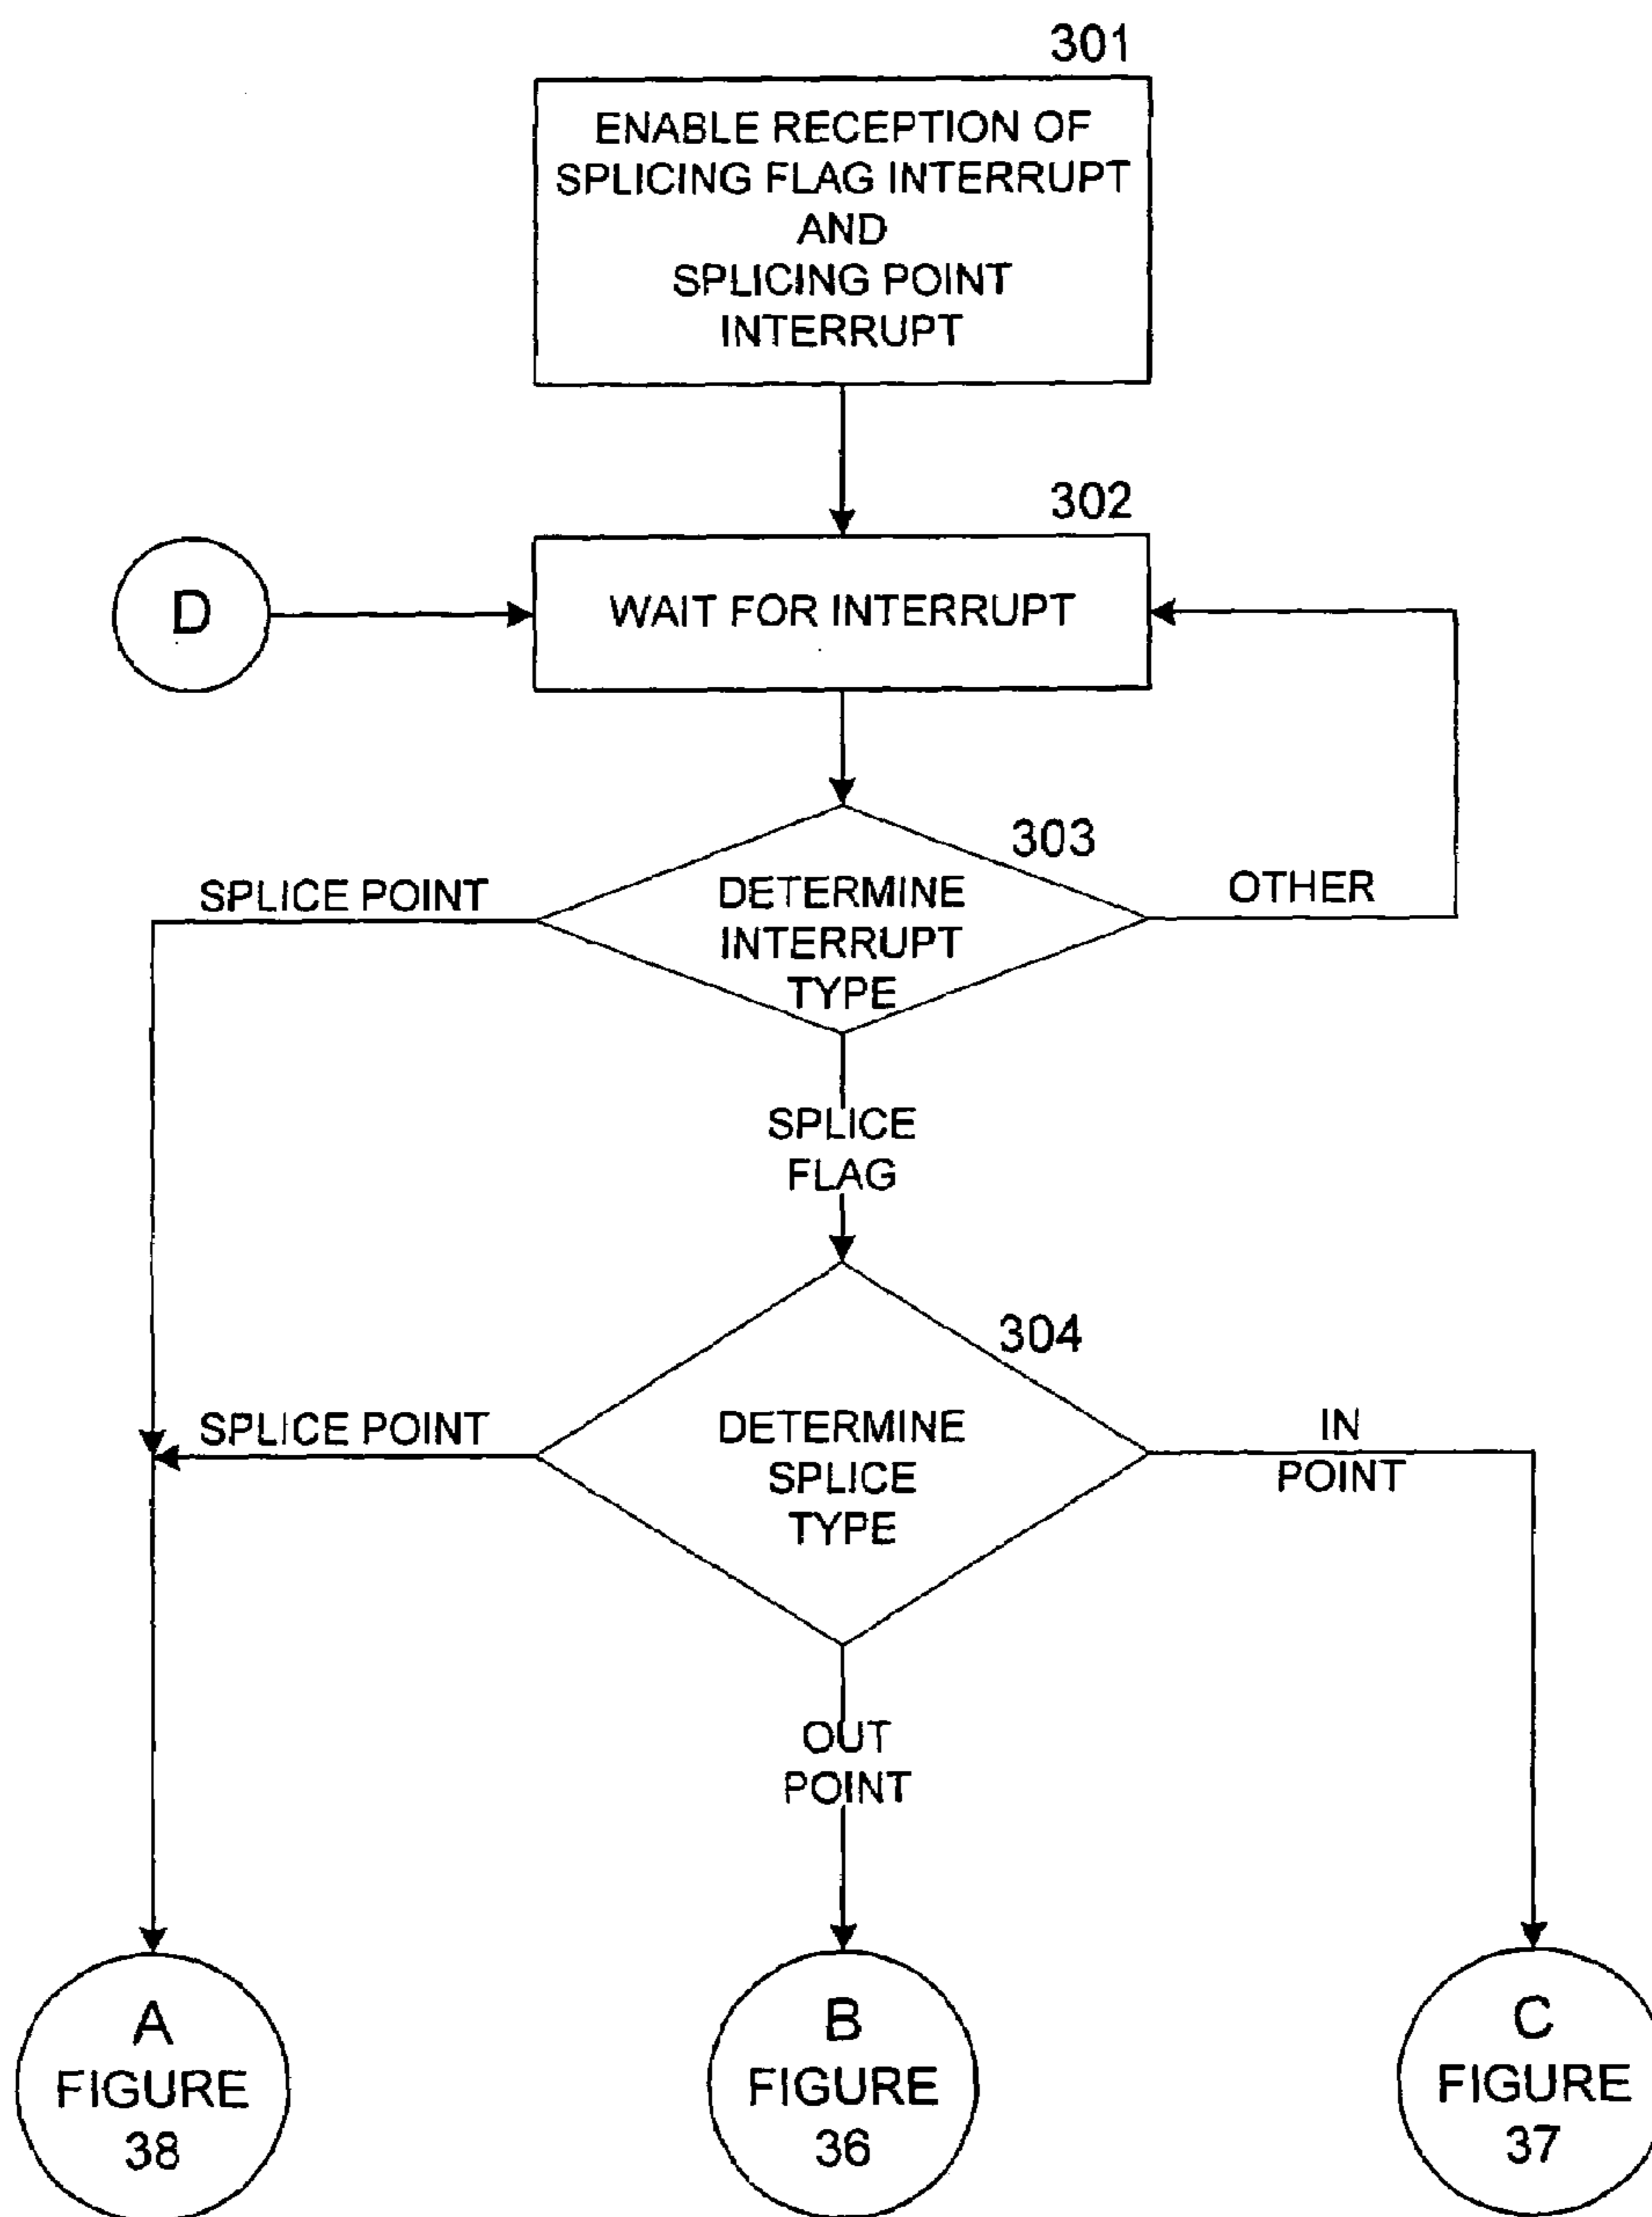 301
ENABLE RECEPTION OF
SPLICING FLAG INTERRUPT
AND
SPLICING POINT
INTERRUPT
302
D
WAIT FOR INTERRUPT
303
SPLICE POINT
DETERMINE
INTERRUPT
TYPE
OTHER
SPLICE
FLAG
304
SPLICE POINT
DETERMINE
SPLICE
TYPE
IN
POINT
OUT
POINT
A
FIGURE
38
B
FIGURE
36
C
FIGURE
37